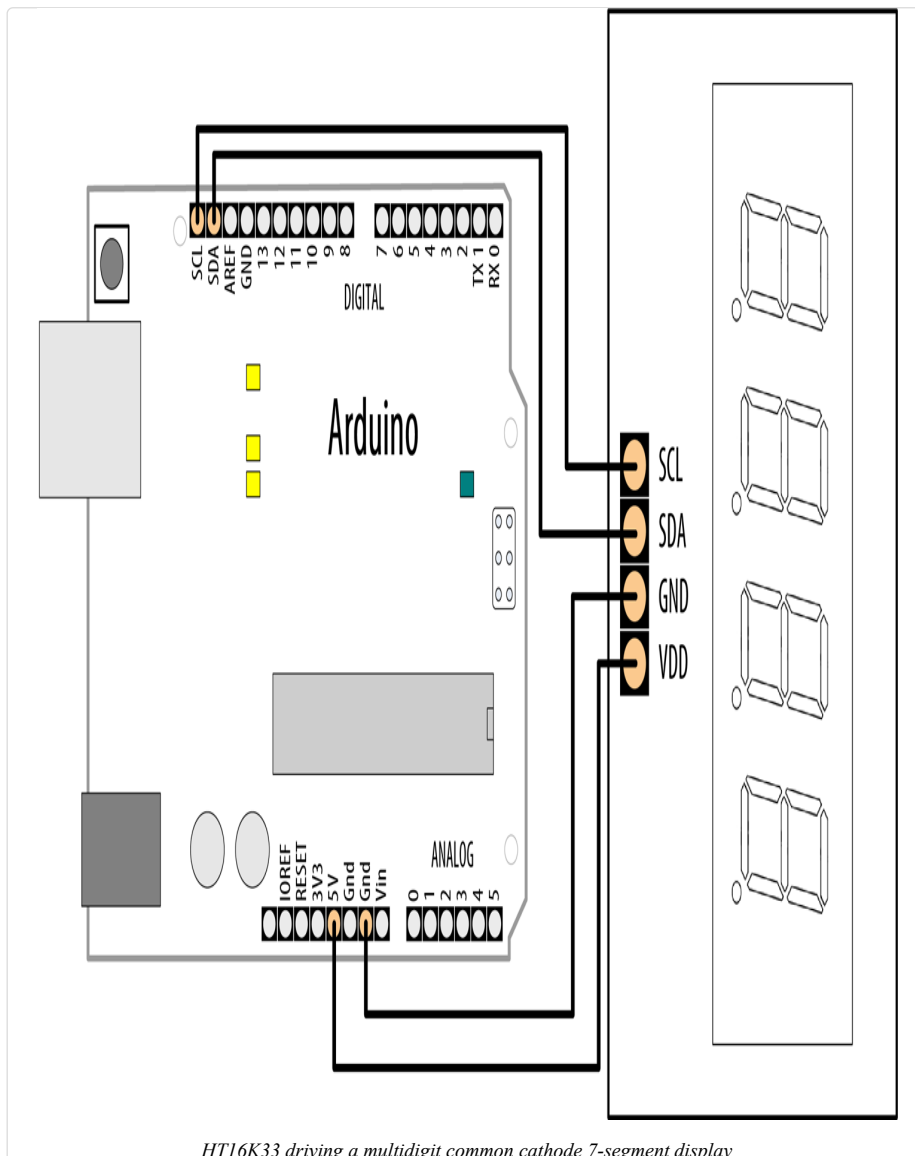 SCL
SDA
AREF
GND
13
12
11
10
9
8
7
6
5
4
3
2
TX 1
RX 0
DIGITAL
Arduino
SCL
SDA
GND
VDD
IOREF
RESET
3V3
5V
Gnd
Gnd
Vin
ANALOG
0
1
2
3
4
5
HT16K33 driving a multidigit common cathode 7-segment display